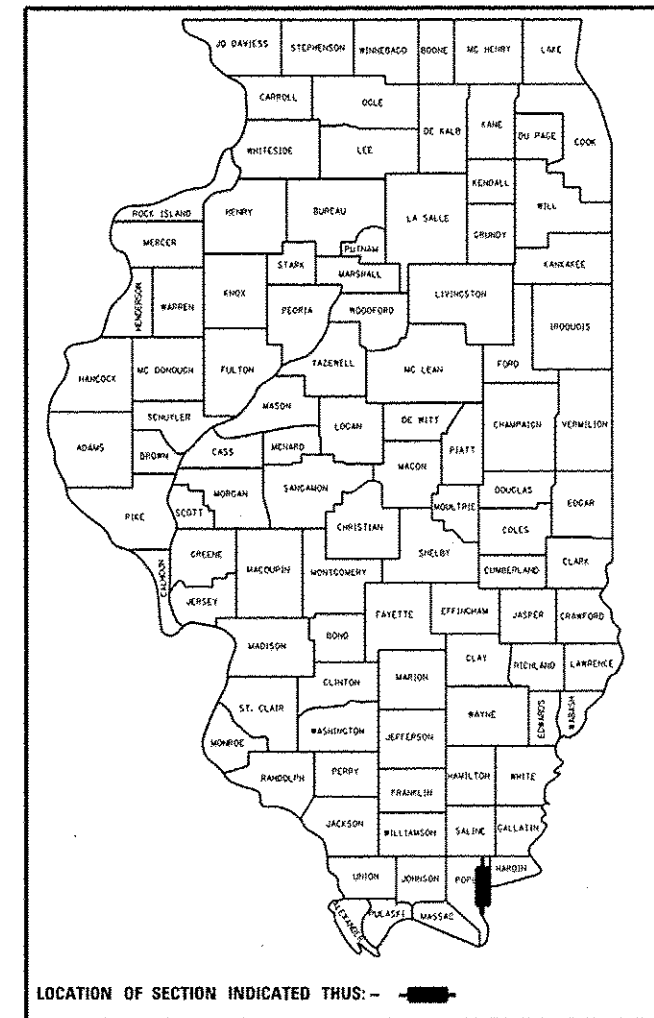 JO DAVIESS STEPHENSON WINNEBAGO BOONE MC HENRY LAKE
CARROLL OGLE DE KALB KANE DU PAGE COOK
WHITESIDE LEE KENDALL WILL
ROCK ISLAND HENRY BUREAU LA SALLE GRUNDY
MERCER PUTNAM KANKAKEE
STARK MARSHALL
HENDERSON WARREN KNOX PEORIA WOODFORD LIVINGSTON IROQUOIS
HANCOCK MC DONOUGH FULTON TAZEWELL MC LEAN FORD
SCHUYLER MASON LOGAN DE WITT CHAMPAIGN VERMILION
ADAMS BROWN CASS MENARD MACON PIATT
PIKE SCOTT MORGAN SANGAMON MOULTRIE DOUGLAS EDGAR
CHRISTIAN COLES
CALHOUN GREENE MACOUPIN MONTGOMERY SHELBY CUMBERLAND CLARK
JERSEY FAYETTE EFFINGHAM JASPER CRAWFORD
MADISON BOND CLAY RICHLAND LAWRENCE
CLINTON MARION
ST. CLAIR WASHINGTON JEFFERSON WAYNE EDWARDS WABASH
MONROE
RANDOLPH PERRY HAMILTON WHITE
FRANKLIN
JACKSON WILLIAMSON SALINE GALLATIN
UNION JOHNSON POPE HARDIN
ALEXANDER PULASKI MASSAC
LOCATION OF SECTION INDICATED THUS: -